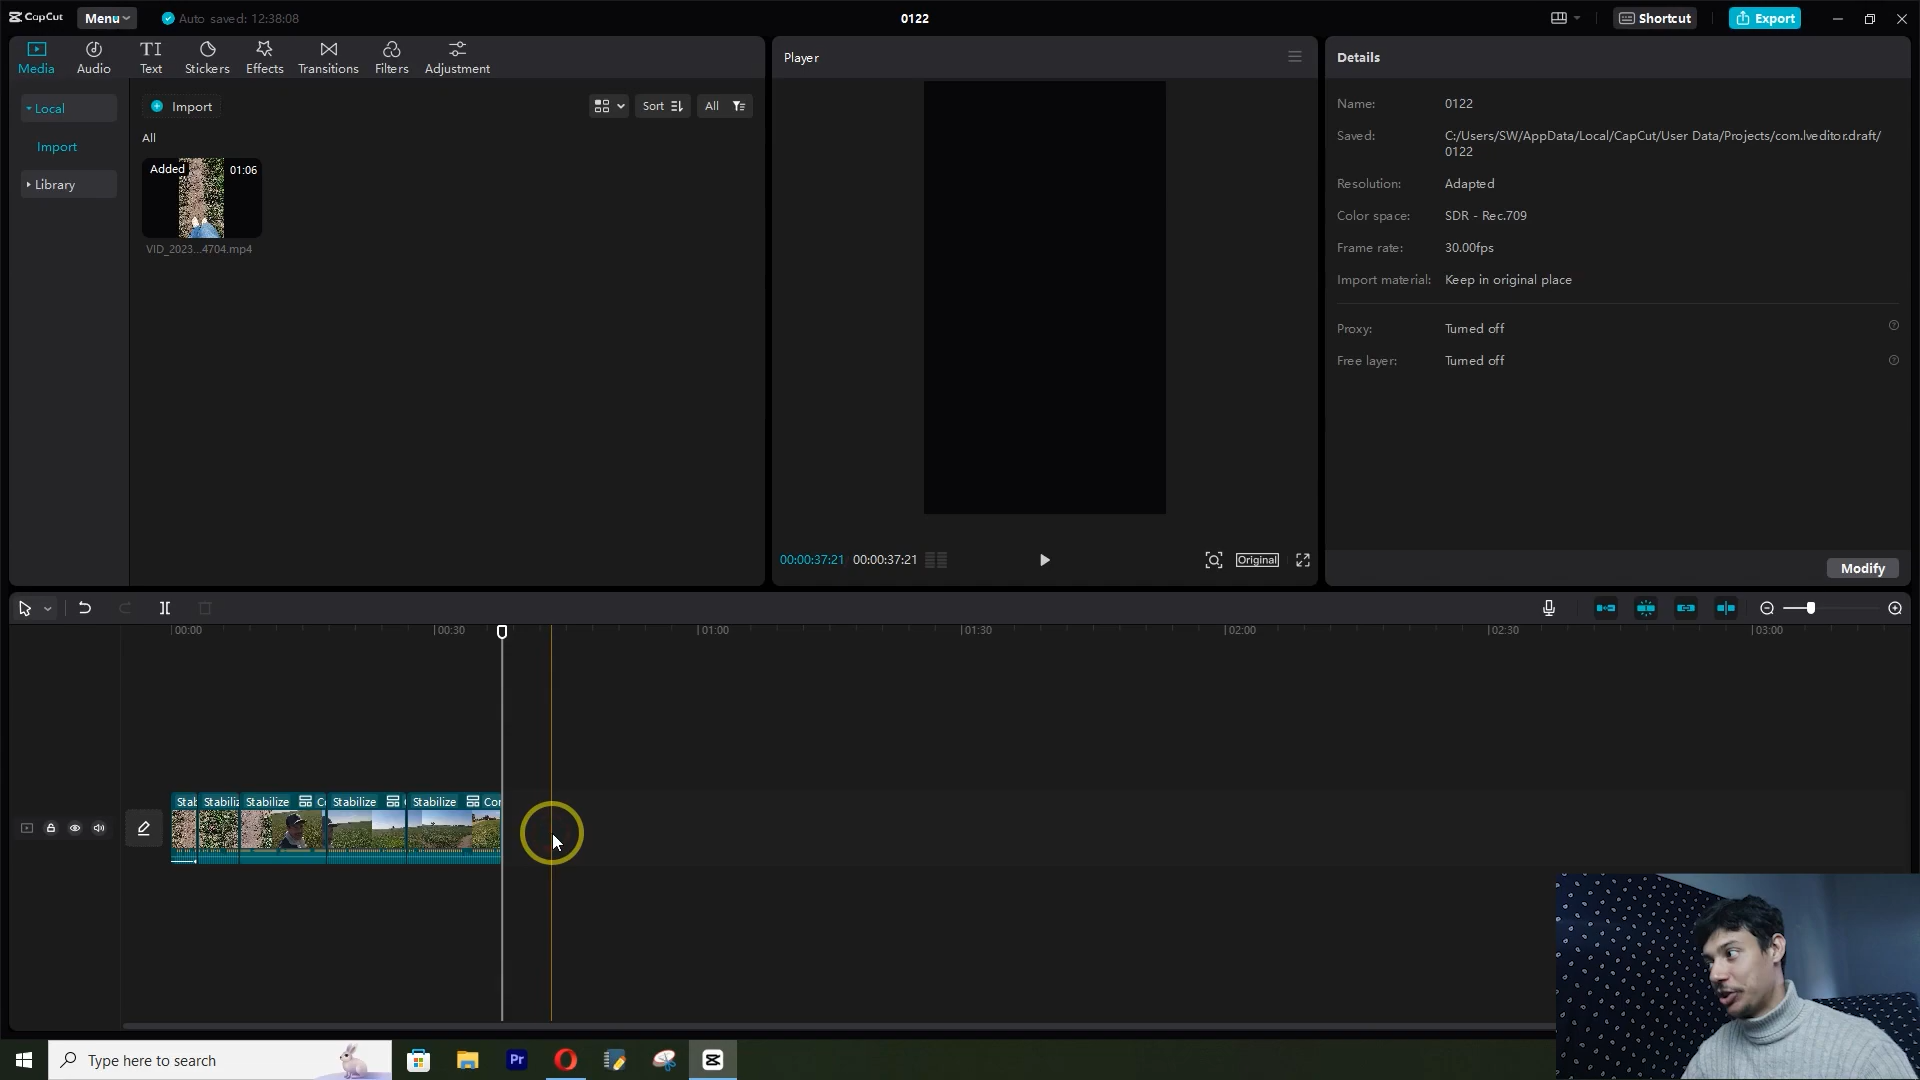 CapCut
Menu
Auto saved: 12:38:08
0122
Shortcut
Export
Media
Audio
TI
Text
Stickers
Effects
Transitions
Filters
Adjustment
Local
Import
Library
Import
Sort
All
All
Added
01:06
VID_2023...4704.mp4
Player
00:00:37:21
00:00:37:21
Original
Details
Name:
0122
Saved:
C:/Users/SW/AppData/Local/CapCut/User Data/Projects/com.lveditor.draft/
0122
Resolution:
Adapted
Color space:
SDR - Rec.709
Frame rate:
30.00fps
Import material:
Keep in original place
Proxy:
Turned off
Free layer:
Turned off
Modify
00:00
00:30
01:00
01:30
02:00
02:30
03:00
Stab
Stabiliz
Stabilize
Stabilize
Stabilize
Cor
Type here to search
Pr